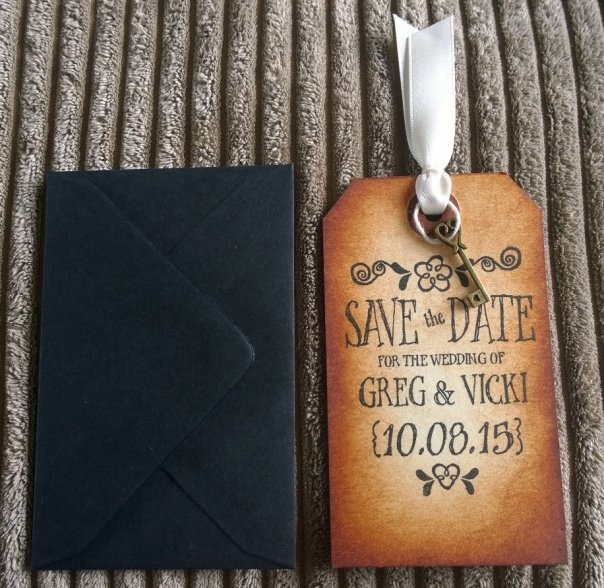 SAVE the DATE
FOR THE WEDDING OF
GREG & VICKI
{10.08.15}